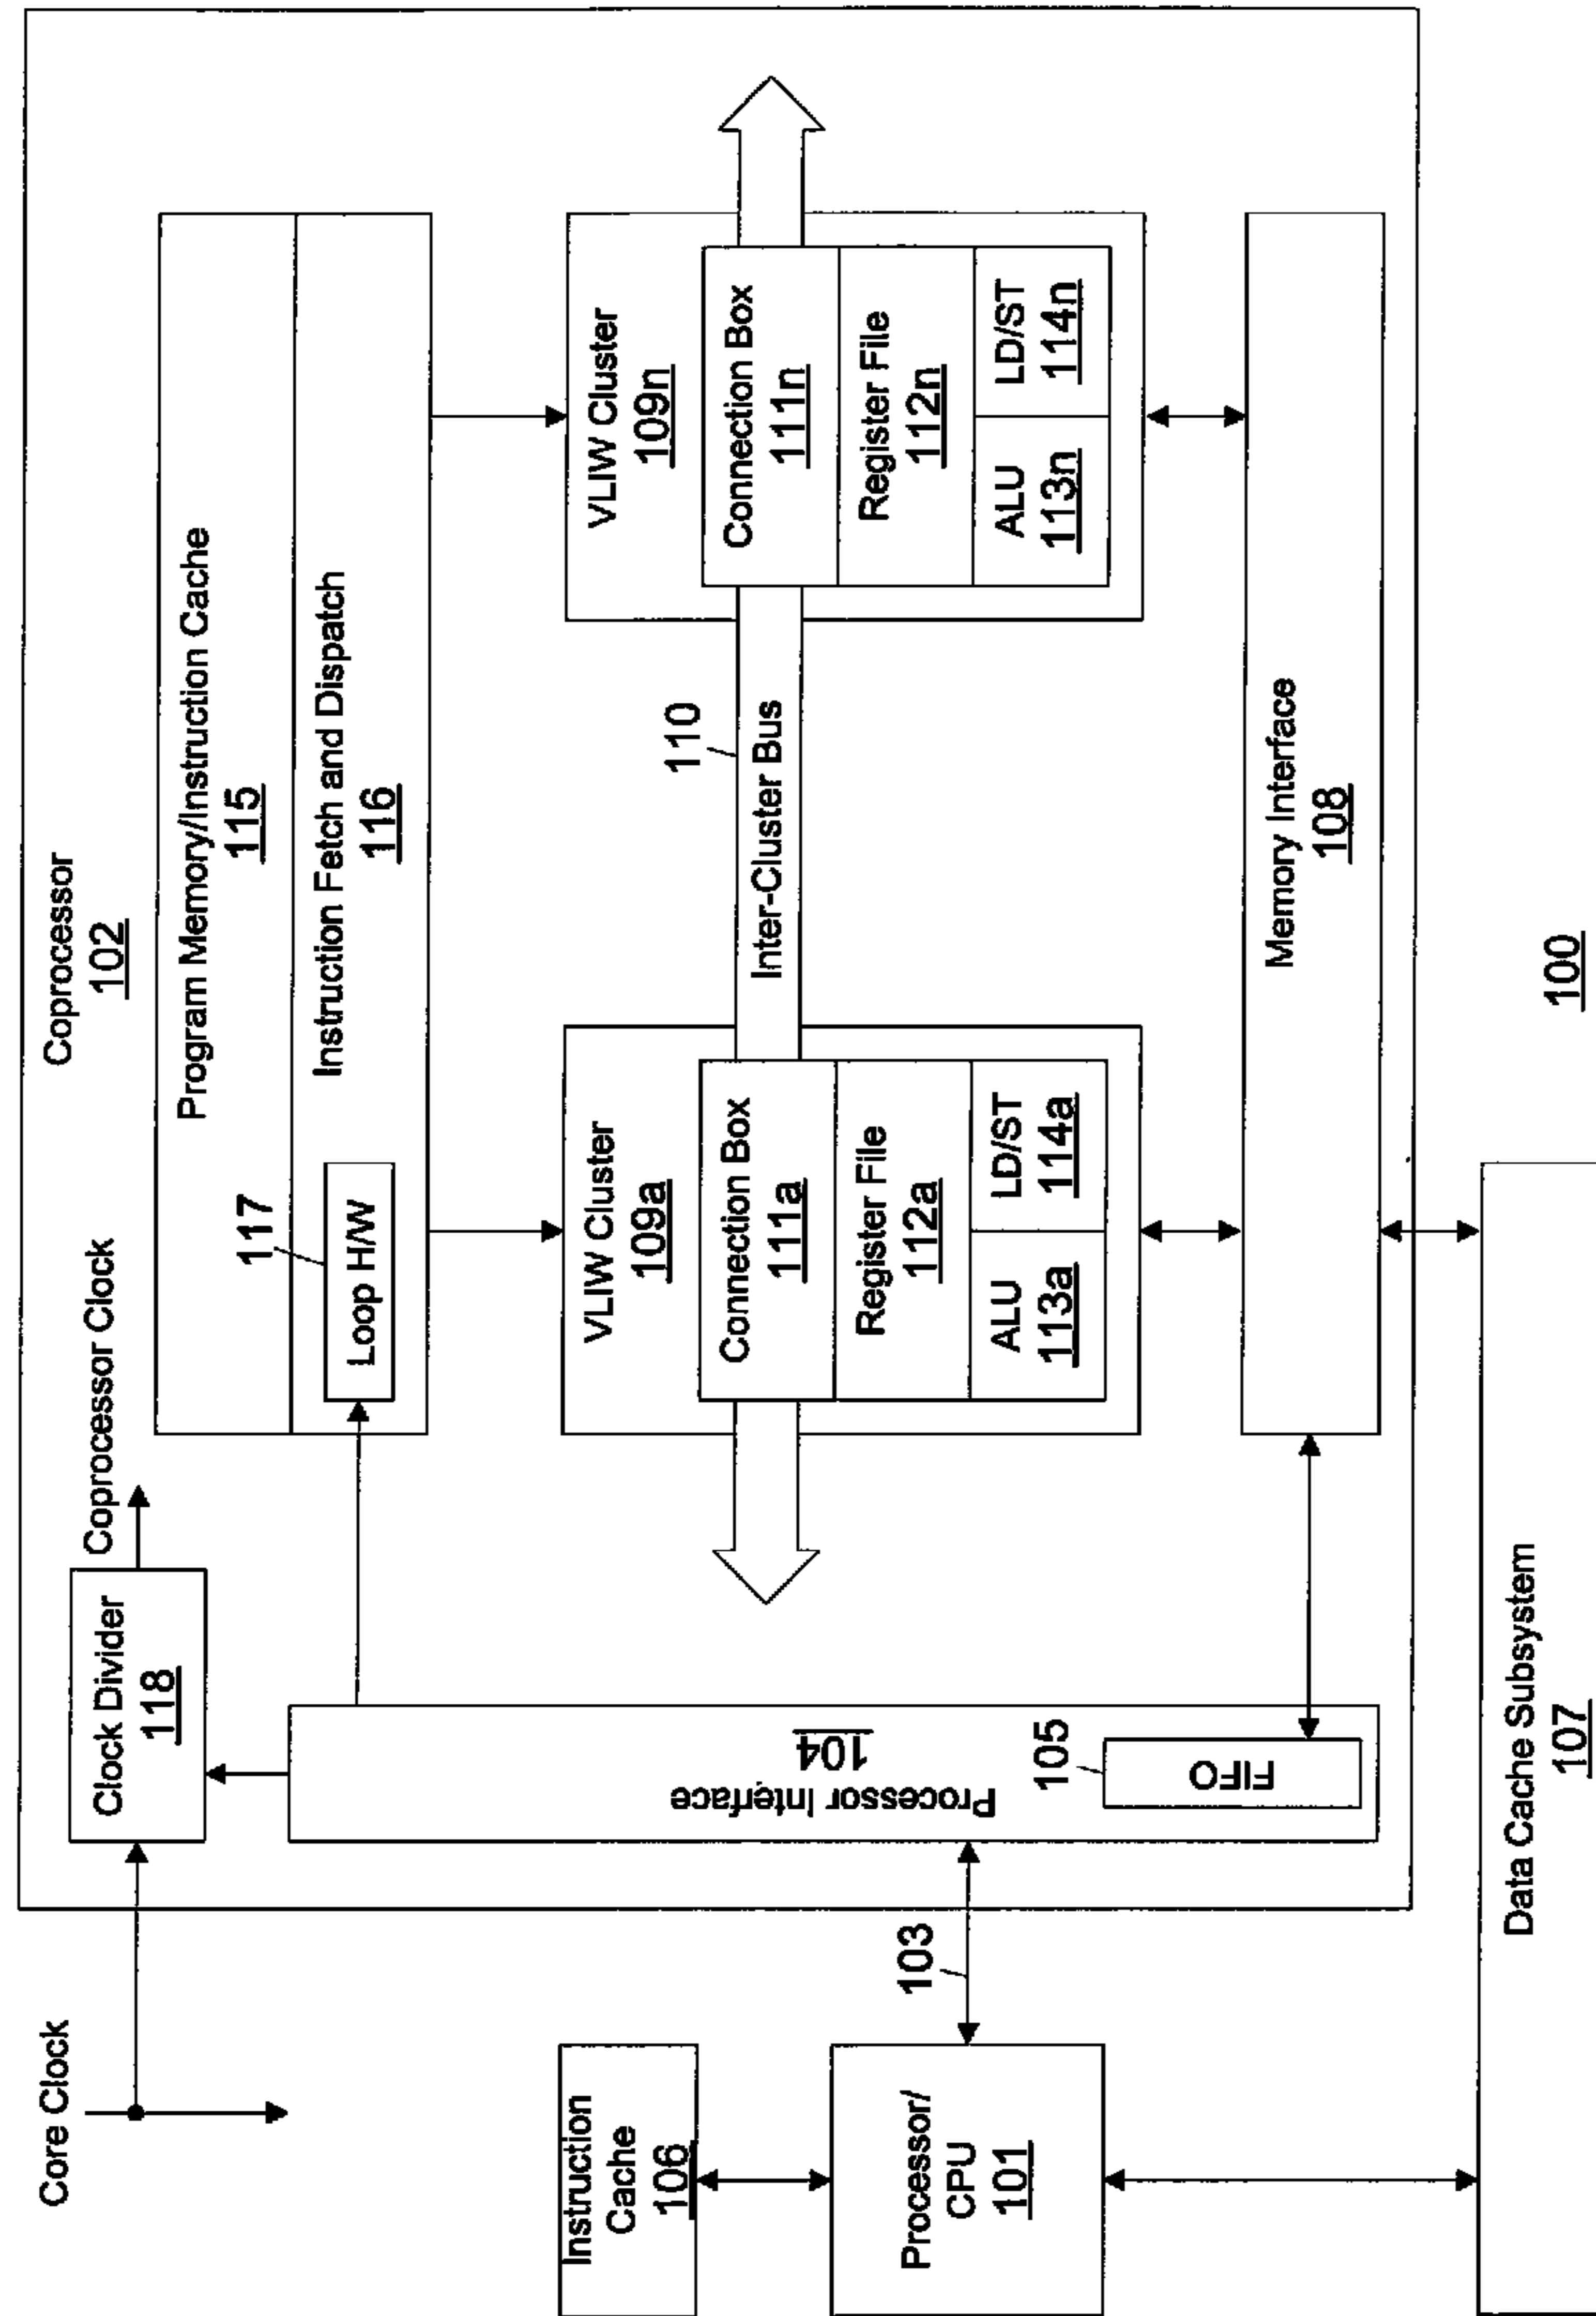 Core Clock
Coprocessor
102
Clock Divider
118
Coprocessor Clock
Program Memory/Instruction Cache
115
117
Loop H/W
Instruction Fetch and Dispatch
116
Instruction
Cache
106
Processor/
CPU
101
103
Processor Interface
104
105
FIFO
VLIW Cluster
109a
Connection Box
111a
Register File
112a
ALU
113a
LD/ST
114a
110
Inter-Cluster Bus
VLIW Cluster
109n
Connection Box
111n
Register File
112n
ALU
113n
LD/ST
114n
Memory Interface
108
Data Cache Subsystem
107
100